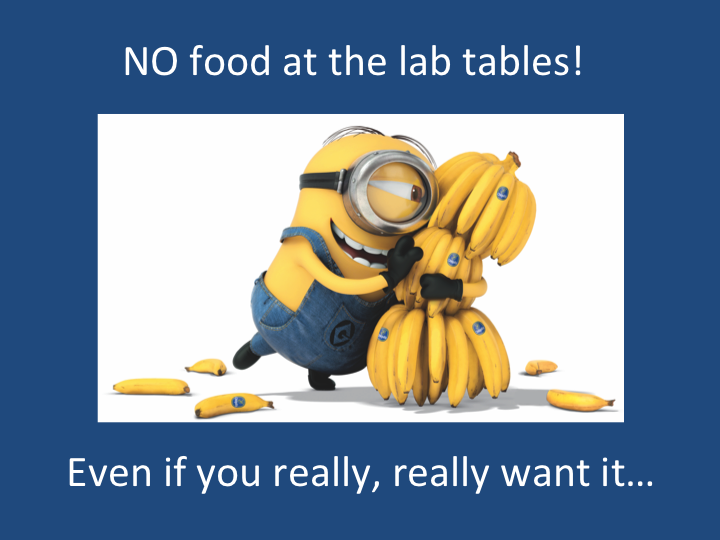 NO food at the lab tables!
Even if you really, really want it…